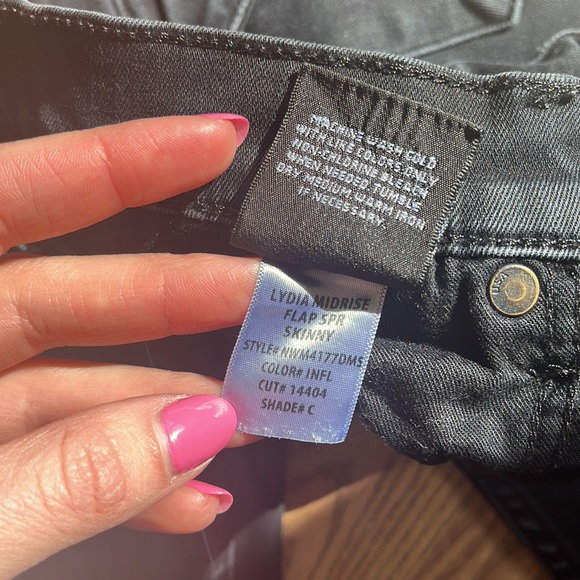 MACHINE WASH COLD
WITH LIKE COLORS ONLY
NON-CHLORINE BLEACH
WHEN NEEDED TUMBLE
DRY MEDIUM WARM IRON
IF NECESSARY.
LYDIA MIDRISE
FLAP SPR
SKINNY
STYLE# NWM4177DMS
COLOR# INFL
CUT# 14404
SHADE# C